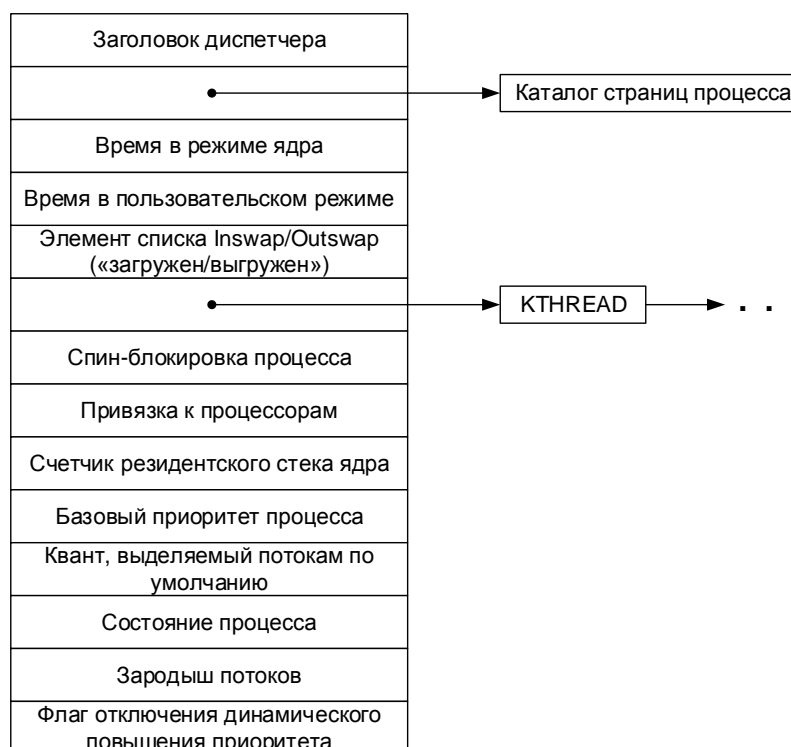 Заголовок диспетчера
Каталог страниц процесса
Время в режиме ядра
Время в пользовательском режиме
Элемент списка Inswap/Outswap
(«загружен/выгружен»)
KTHREAD
. .
Спин-блокировка процесса
Привязка к процессорам
Счетчик резидентского стека ядра
Базовый приоритет процесса
Квант, выделяемый потокам по
умолчанию
Состояние процесса
Зародыш потоков
Флаг отключения динамического
повышения приоритета